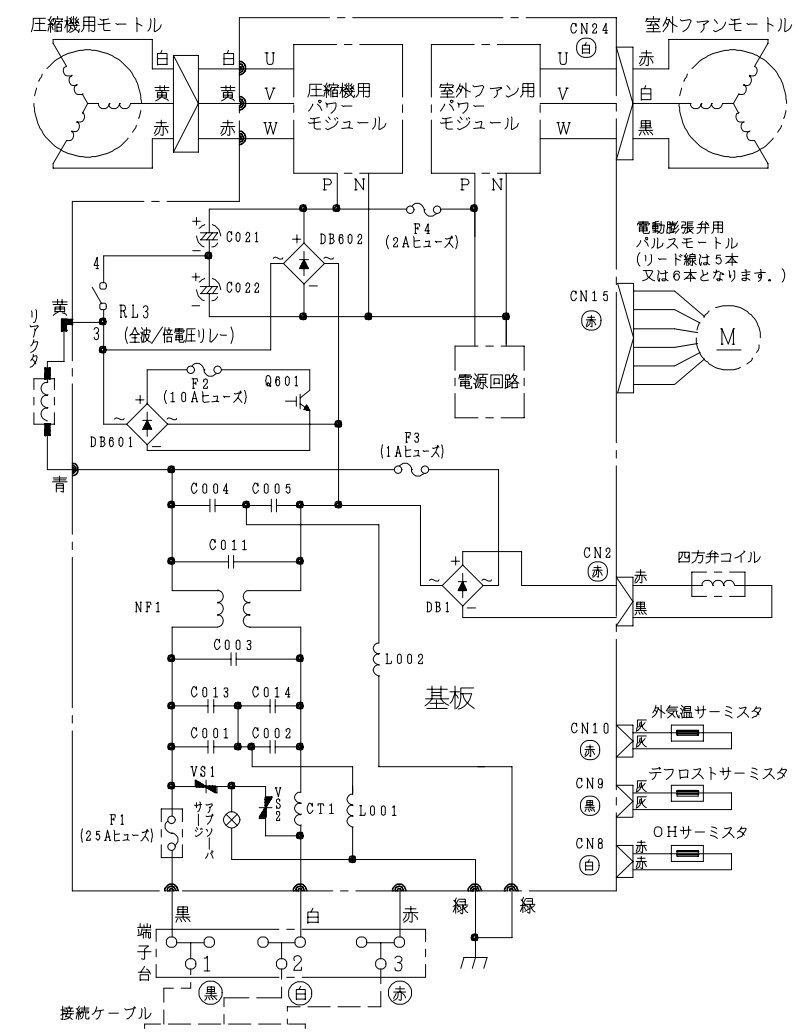 圧縮機用モートル
CN24
白
室外ファンモートル
白
白
U
圧縮機用
パワー
モジュール
室外ファン用
パワー
モジュール
U
赤
黄
黄
V
V
白
赤
赤
W
W
黒
P
N
P
N
F4
(2Aヒューズ)
C021
DB602
電動膨張弁用
パルスモートル
(リード線は5本
又は6本となります。)
4
C022
CN15
赤
黄
RL3
3
(全波/倍電圧リレー)
リアクタ
M
F2
(10Aヒューズ)
Q601
電源回路
DB601
F3
(1Aヒューズ)
青
C004
C005
C011
CN2
赤
四方弁コイル
赤
黒
NF1
DB1
C003
L002
基板
C013
C014
外気温サーミスタ
CN10
赤
灰
灰
C001
C002
VS1
VS2
デフロストサーミスタ
CN9
黒
灰
灰
F1
(25Aヒューズ)
サージ
アブソーバ
CT1
L001
OHサーミスタ
CN8
白
赤
赤
黒
白
赤
緑
緑
端子台
1
2
3
黒
白
赤
接続ケーブル